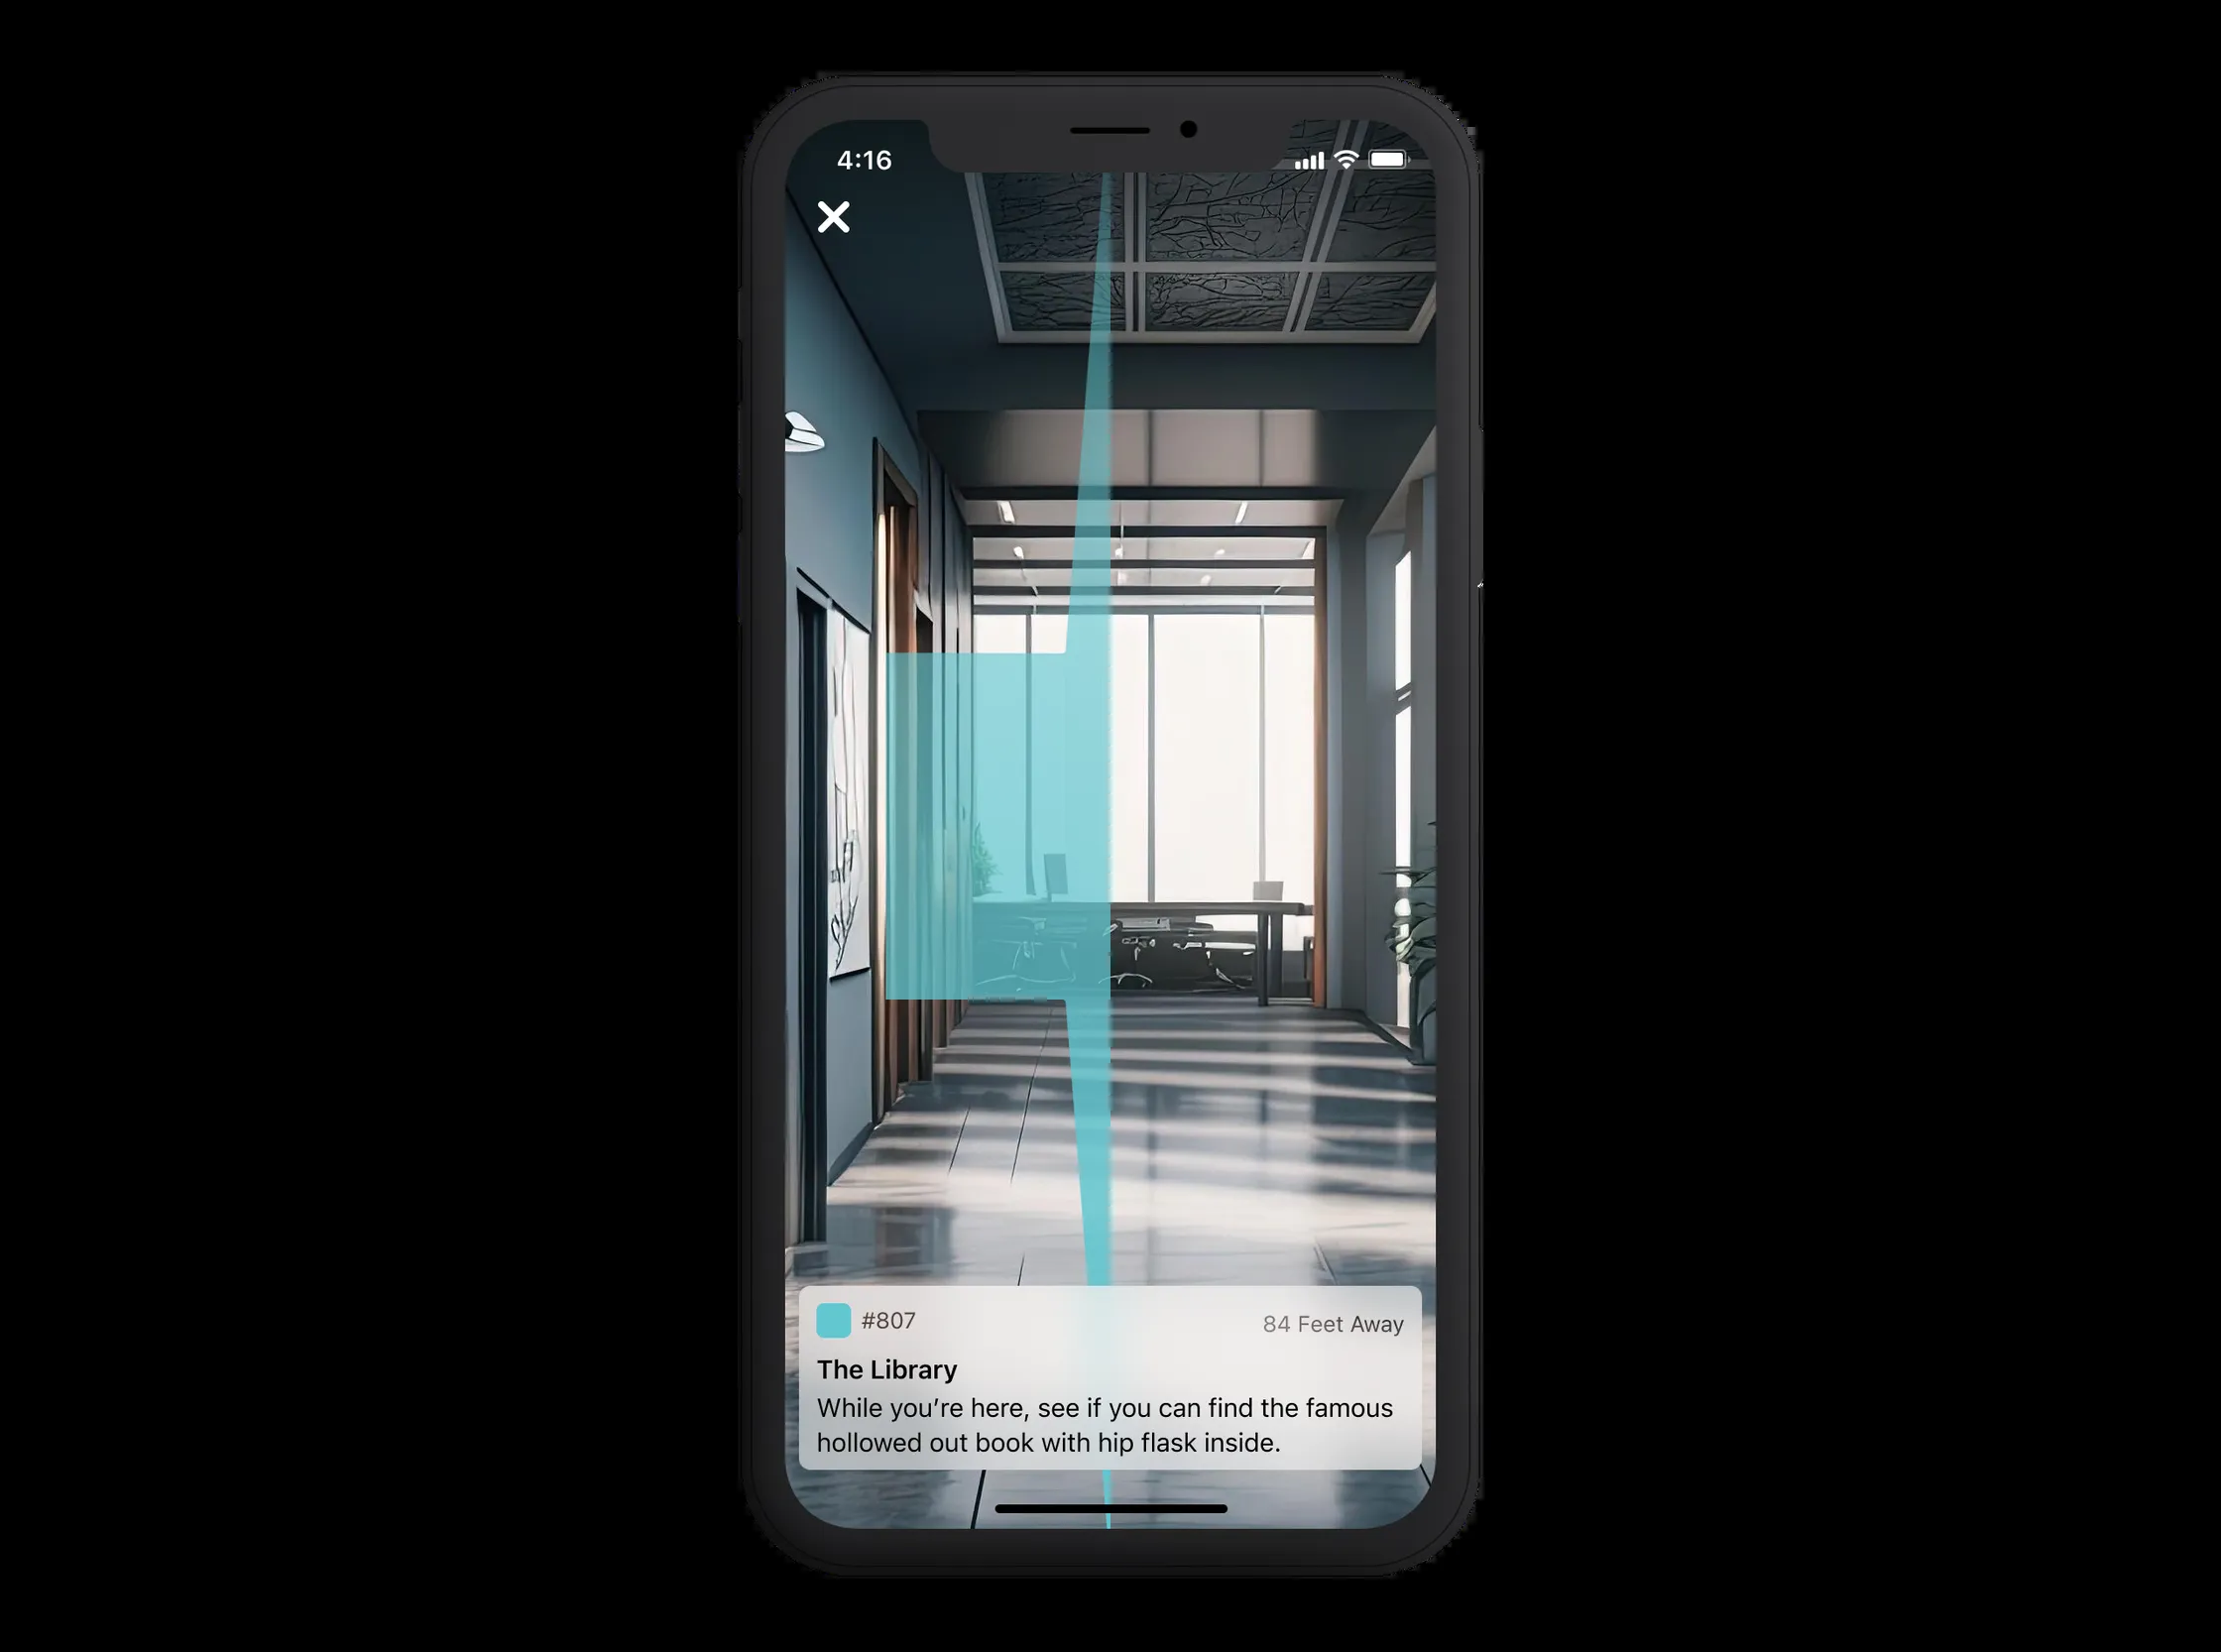 4:16
#807
84 Feet Away
The Library
While you’re here, see if you can find the famous
hollowed out book with hip flask inside.